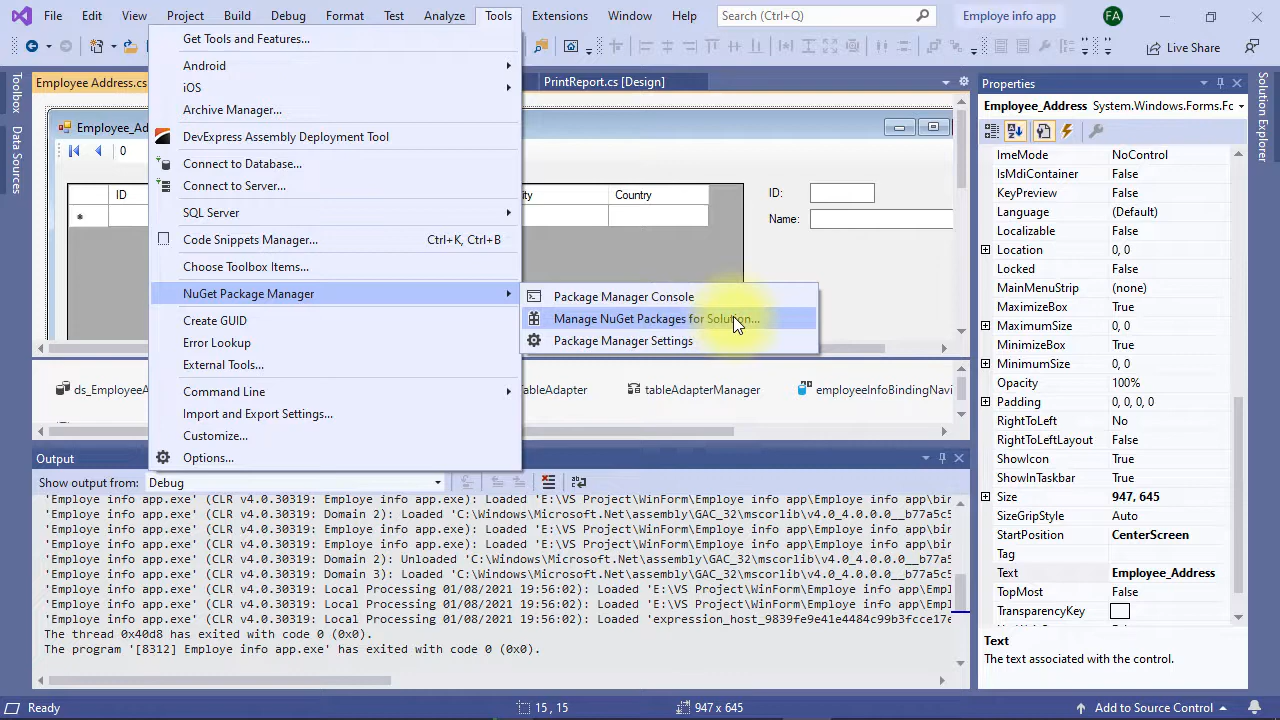 File Edit View Project Build Debug Format Test Analyze Tools Extensions Window Help Search (Ctrl+Q) Employe info app FA
Live Share
Employee Address.cs PrintReport.cs [Design]
Properties
Employee_Address System.Windows.Forms.Fc
Toolbox
Data Sources
Solution Explorer
Get Tools and Features...
Android
iOS
Archive Manager...
DevExpress Assembly Deployment Tool
Connect to Database...
Connect to Server...
SQL Server
Code Snippets Manager... Ctrl+K, Ctrl+B
Choose Toolbox Items...
NuGet Package Manager
Create GUID
Error Lookup
External Tools...
Command Line
Import and Export Settings...
Customize...
Options...
Package Manager Console
Manage NuGet Packages for Solution...
Package Manager Settings
Employee_Ad
0
ID ity Country
*
ID:
Name:
ds_EmployeeA TableAdapter tableAdapterManager employeeInfoBindingNavi
ImeMode NoControl
IsMdiContainer False
KeyPreview False
Language (Default)
Localizable False
Location 0, 0
Locked False
MainMenuStrip (none)
MaximizeBox True
MaximumSize 0, 0
MinimizeBox True
MinimumSize 0, 0
Opacity 100%
Padding 0, 0, 0, 0
RightToLeft No
RightToLeftLayout False
ShowIcon True
ShowInTaskbar True
Size 947, 645
SizeGripStyle Auto
StartPosition CenterScreen
Tag
Text Employee_Address
TopMost False
TransparencyKey
Text
The text associated with the control.
Output
Show output from: Debug
'Employe info app.exe' (CLR v4.0.30319: Employe info app.exe): Loaded 'E:\VS Project\WinForm\Employe info app\Employe info app\bin
'Employe info app.exe' (CLR v4.0.30319: Domain 2): Loaded 'C:\Windows\Microsoft.Net\assembly\GAC_32\mscorlib\v4.0_4.0.0.0__b77a5c5
'Employe info app.exe' (CLR v4.0.30319: Employe info app.exe): Loaded 'E:\VS Project\WinForm\Employe info app\Employe info app\bin
'Employe info app.exe' (CLR v4.0.30319: Domain 2): Unloaded 'C:\Windows\Microsoft.Net\assembly\GAC_32\mscorlib\v4.0_4.0.0.0__b77a5
'Employe info app.exe' (CLR v4.0.30319: Domain 3): Loaded 'C:\Windows\Microsoft.Net\assembly\GAC_32\mscorlib\v4.0_4.0.0.0__b77a5c5
'Employe info app.exe' (CLR v4.0.30319: Local Processing 01/08/2021 19:56:02): Loaded 'E:\VS Project\WinForm\Employe info app\Empl
'Employe info app.exe' (CLR v4.0.30319: Local Processing 01/08/2021 19:56:02): Loaded 'E:\VS Project\WinForm\Employe info app\Empl
'Employe info app.exe' (CLR v4.0.30319: Local Processing 01/08/2021 19:56:02): Loaded 'expression_host_9839fe9e41e4484c99b3fcce17e
The thread 0x40d8 has exited with code 0 (0x0).
The program '[8312] Employe info app.exe' has exited with code 0 (0x0).
Ready 15 , 15 947 x 645 Add to Source Control